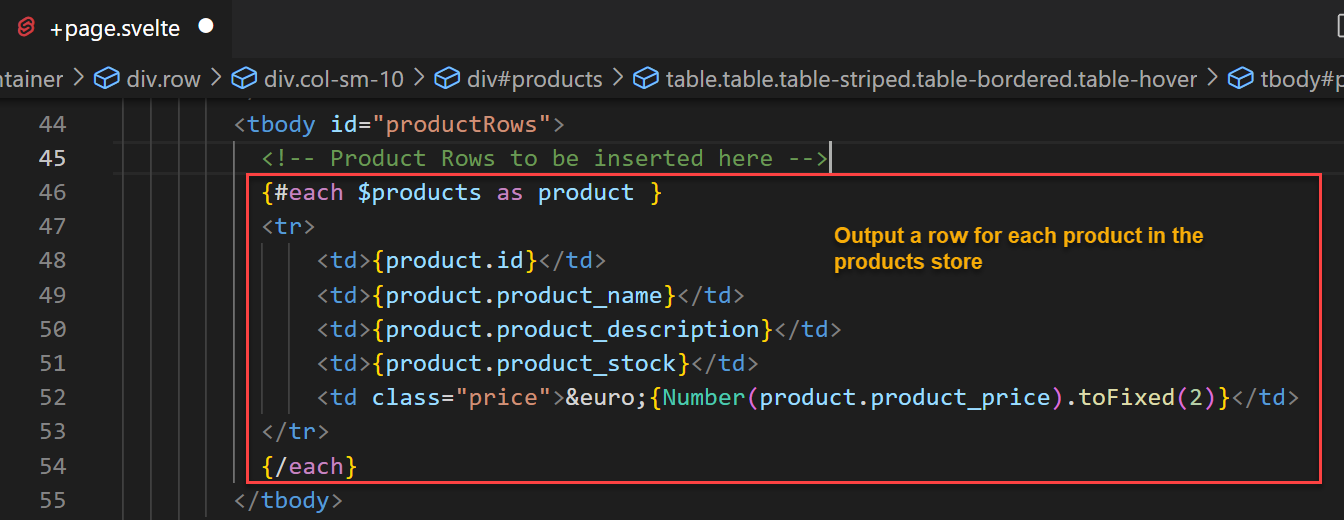 +page.svelte
ntainer > div.row > div.col-sm-10 > div#products > table.table.table-striped.table-bordered.table-hover > tbody#p
44 <tbody id="productRows">
45 <!-- Product Rows to be inserted here -->
46 {#each $products as product }
47 <tr>
Output a row for each product in the
products store
48 <td>{product.id}</td>
49 <td>{product.product_name}</td>
50 <td>{product.product_description}</td>
51 <td>{product.product_stock}</td>
52 <td class="price">&euro;{Number(product.product_price).toFixed(2)}</td>
53 </tr>
54 {/each}
55 </tbody>